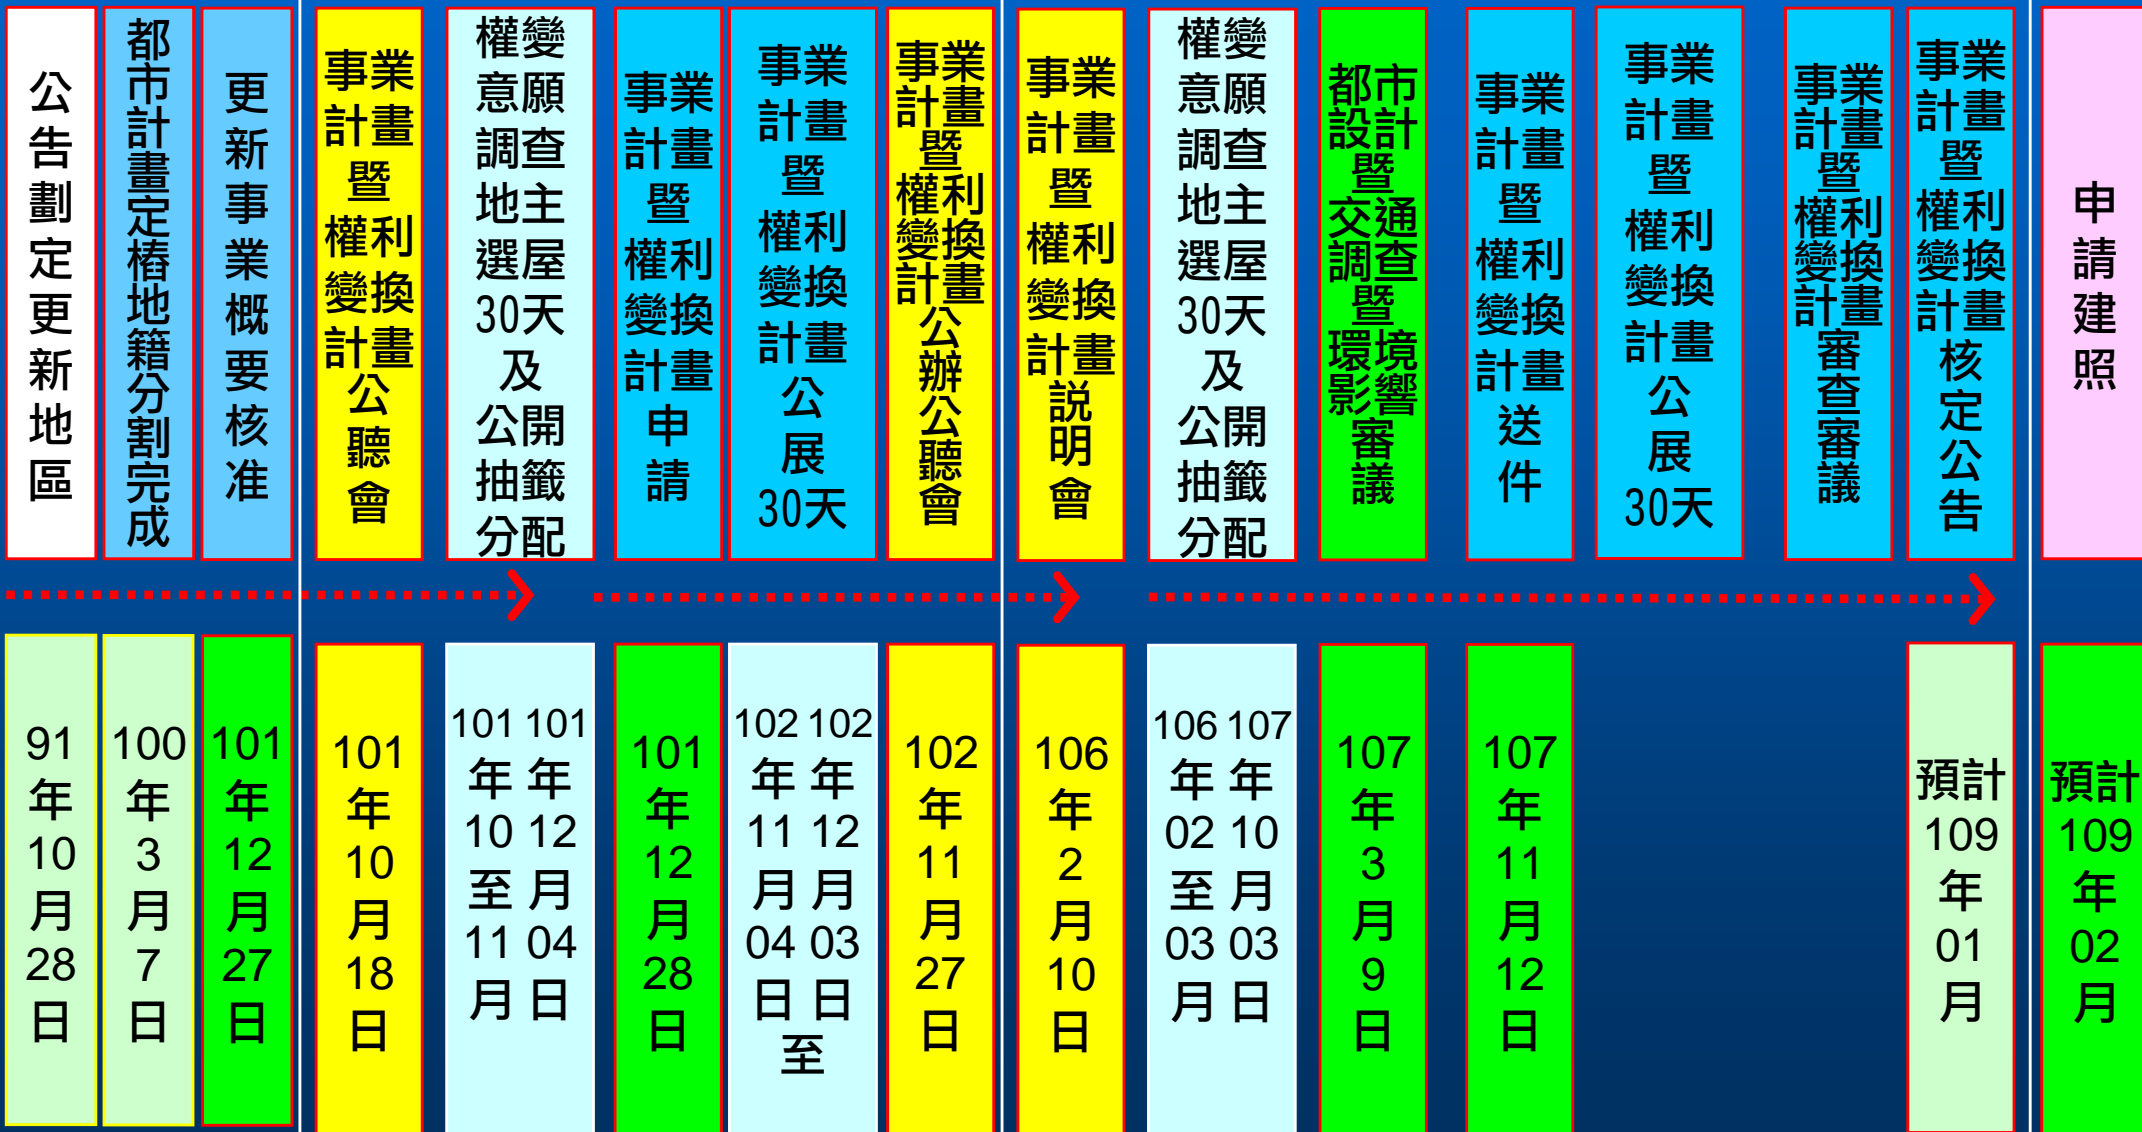 公告劃定更新地區
都市計畫定樁地籍分割完成
更新事業概要核准
事業計畫暨權利變換計畫公聽會
權變意願調查地主選屋30天及公開抽籤分配
事業計畫暨權利變換計畫申請
事業計畫暨權利變換計畫公展30天
事業計畫暨權利變換計畫公辦公聽會
事業計畫暨權利變換計畫説明會
權變意願調查地主選屋30天及公開抽籤分配
都市設計暨交通調查暨環境影響審議
事業計畫暨權利變換計畫送件
事業計畫暨權利變換計畫公展30天
事業計畫暨權利變換計畫審查審議
事業計畫暨權利變換計畫核定公告
申請建照
91年10月28日
100年3月7日
101年12月27日
101年10月18日
101年10至11月
101年12月04日
101年12月28日
102年11月04日
102年12月03日
至
102年11月27日
106年2月10日
106年02至03月
107年10月03日
107年3月9日
107年11月12日
預計109年01月
預計109年02月